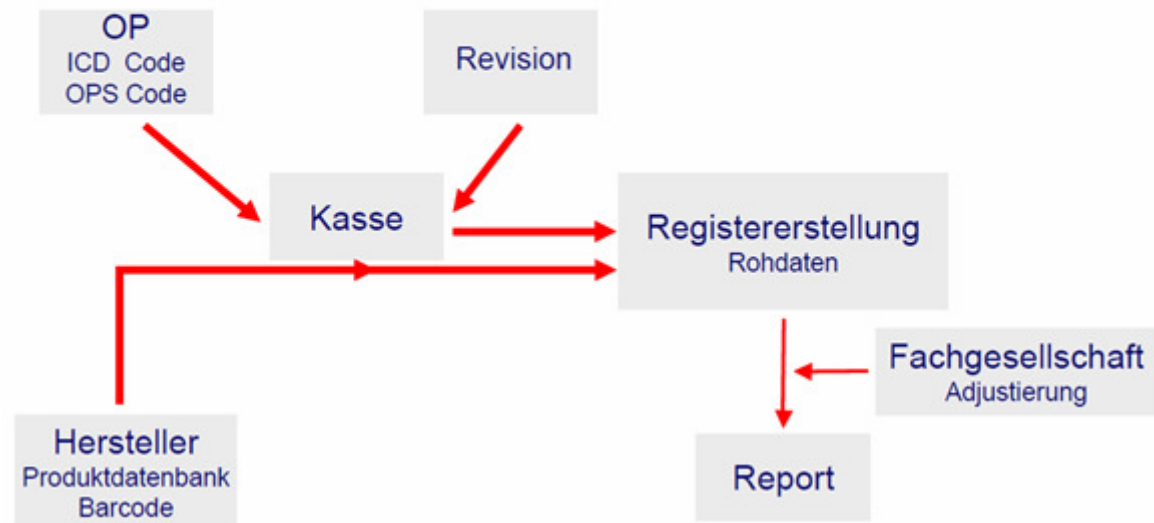 OP
ICD Code
OPS Code
Revision
Kasse
Registererstellung
Rohdaten
Fachgesellschaft
Adjustierung
Hersteller
Produktdatenbank
Barcode
Report